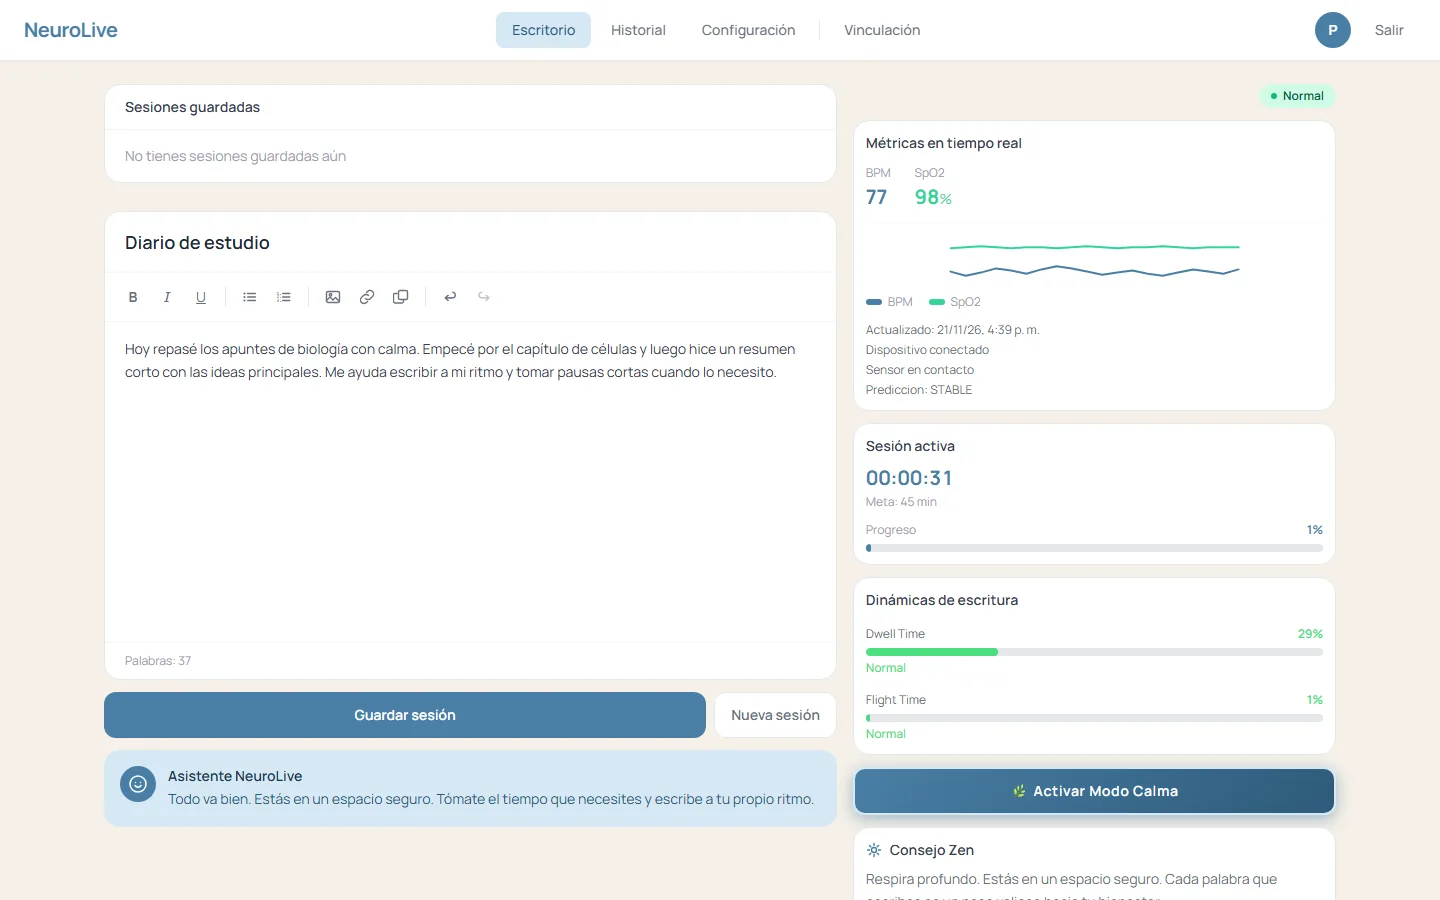 NeuroLive
Escritorio
Historial
Configuración
Vinculación
P
Salir
Sesiones guardadas
No tienes sesiones guardadas aún
Diario de estudio
B I U
Hoy repasé los apuntes de biología con calma. Empecé por el capítulo de células y luego hice un resumen
corto con las ideas principales. Me ayuda escribir a mi ritmo y tomar pausas cortas cuando lo necesito.
Palabras: 37
Guardar sesión
Nueva sesión
Asistente NeuroLive
Todo va bien. Estás en un espacio seguro. Tómate el tiempo que necesites y escribe a tu propio ritmo.
Normal
Métricas en tiempo real
BPM SpO2
77 98%
BPM SpO2
Actualizado: 21/11/26, 4:39 p. m.
Dispositivo conectado
Sensor en contacto
Prediccion: STABLE
Sesión activa
00:00:31
Meta: 45 min
Progreso 1%
Dinámicas de escritura
Dwell Time 29%
Normal
Flight Time 1%
Normal
Activar Modo Calma
Consejo Zen
Respira profundo. Estás en un espacio seguro. Cada palabra que